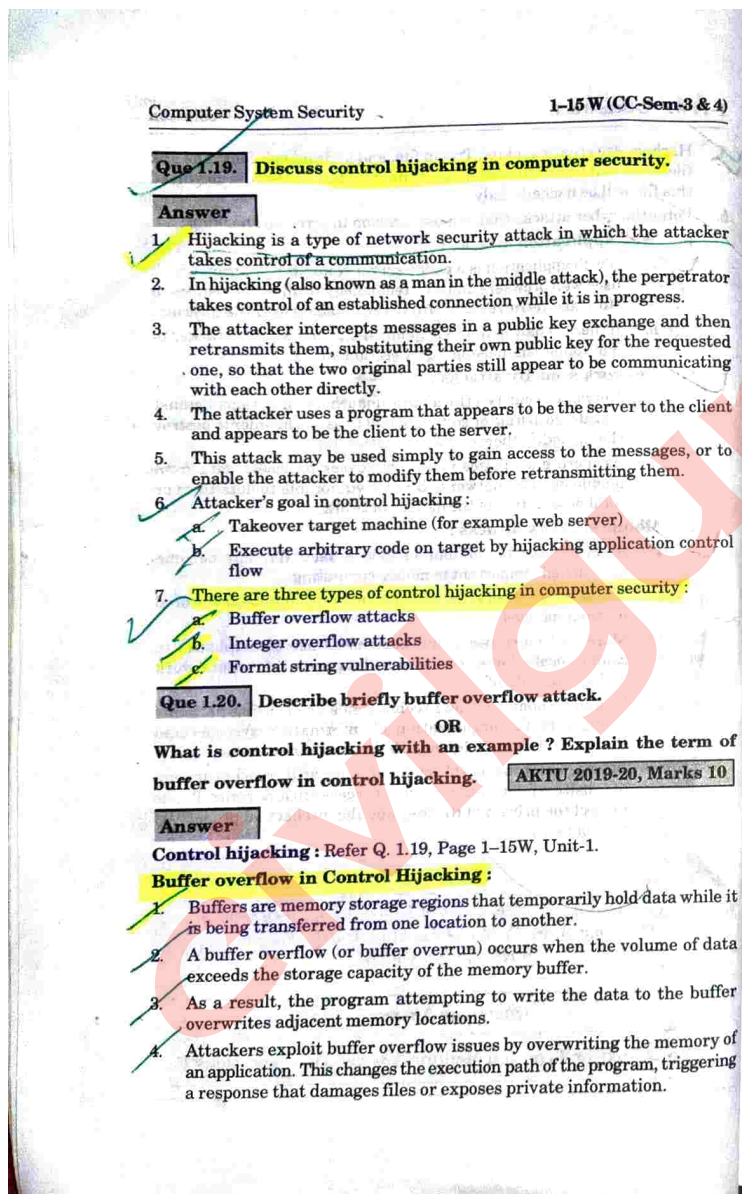 Computer System Security
1–15 W (CC-Sem-3 & 4)
Que 1.19. Discuss control hijacking in computer security.
Answer
1. Hijacking is a type of network security attack in which the attacker
takes control of a communication.
2. In hijacking (also known as a man in the middle attack), the perpetrator
takes control of an established connection while it is in progress.
3. The attacker intercepts messages in a public key exchange and then
retransmits them, substituting their own public key for the requested
one, so that the two original parties still appear to be communicating
with each other directly.
4. The attacker uses a program that appears to be the server to the client
and appears to be the client to the server.
5. This attack may be used simply to gain access to the messages, or to
enable the attacker to modify them before retransmitting them.
6. Attacker's goal in control hijacking :
a. Takeover target machine (for example web server)
b. Execute arbitrary code on target by hijacking application control
flow
7. There are three types of control hijacking in computer security :
a. Buffer overflow attacks
b. Integer overflow attacks
c. Format string vulnerabilities
Que 1.20. Describe briefly buffer overflow attack.
OR
What is control hijacking with an example ? Explain the term of
buffer overflow in control hijacking. AKTU 2019-20, Marks 10
Answer
Control hijacking : Refer Q. 1.19, Page 1–15W, Unit-1.
Buffer overflow in Control Hijacking :
1. Buffers are memory storage regions that temporarily hold data while it
is being transferred from one location to another.
2. A buffer overflow (or buffer overrun) occurs when the volume of data
exceeds the storage capacity of the memory buffer.
3. As a result, the program attempting to write the data to the buffer
overwrites adjacent memory locations.
4. Attackers exploit buffer overflow issues by overwriting the memory of
an application. This changes the execution path of the program, triggering
a response that damages files or exposes private information.
civilgur